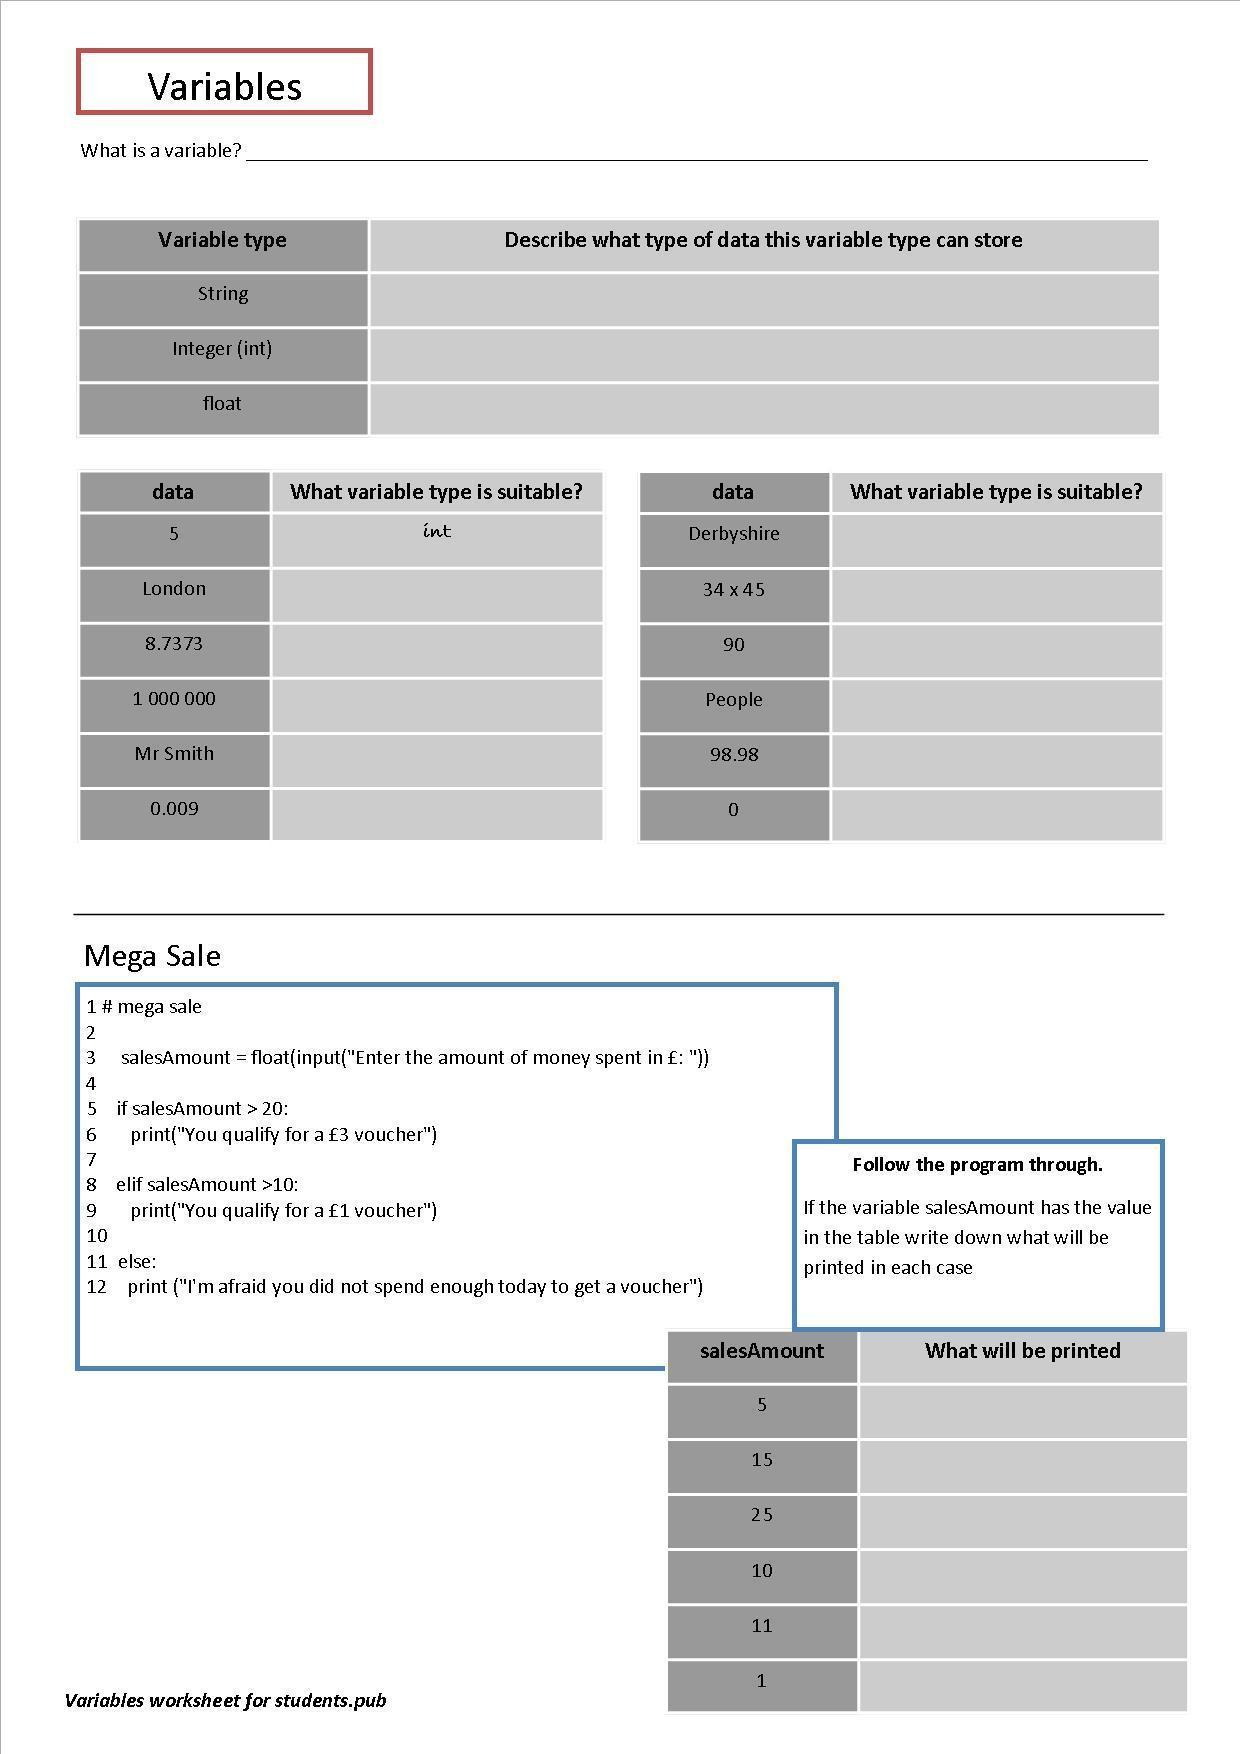 Variables
What is a variable?
Variable type Describe what type of data this variable type can store
String
Integer (int)
float
data What variable type is suitable?
5 int
London
8.7373
1 000 000
Mr Smith
0.009
data What variable type is suitable?
Derbyshire
34 x 45
90
People
98.98
0
Mega Sale
1 # mega sale
2
3 salesAmount = float(input("Enter the amount of money spent in £: "))
4
5 if salesAmount > 20:
6 print("You qualify for a £3 voucher")
7
8 elif salesAmount >10:
9 print("You qualify for a £1 voucher")
10
11 else:
12 print ("I'm afraid you did not spend enough today to get a voucher")
Follow the program through.
If the variable salesAmount has the value
in the table write down what will be
printed in each case
salesAmount What will be printed
5
15
25
10
11
1
Variables worksheet for students.pub